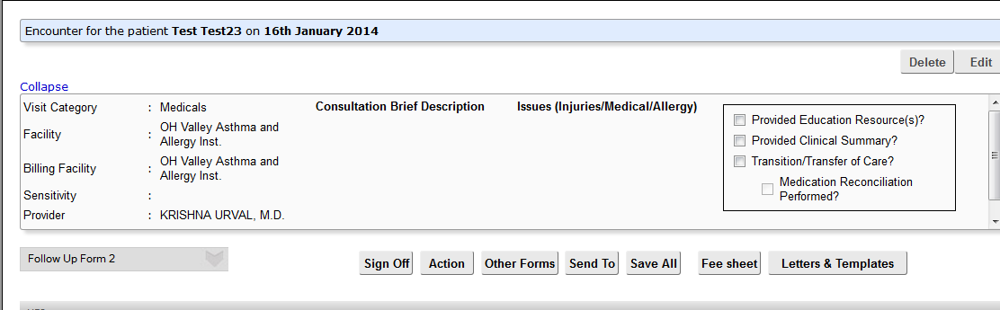 Encounter for the patient Test Test23 on 16th January 2014
Delete
Edit
Collapse
Visit Category : Medicals
Consultation Brief Description
Issues (Injuries/Medical/Allergy)
Facility : OH Valley Asthma and
Allergy Inst.
Billing Facility : OH Valley Asthma and
Allergy Inst.
Sensitivity :
Provider : KRISHNA URVAL, M.D.
Provided Education Resource(s)?
Provided Clinical Summary?
Transition/Transfer of Care?
Medication Reconciliation
Performed?
Follow Up Form 2
Sign Off
Action
Other Forms
Send To
Save All
Fee sheet
Letters & Templates